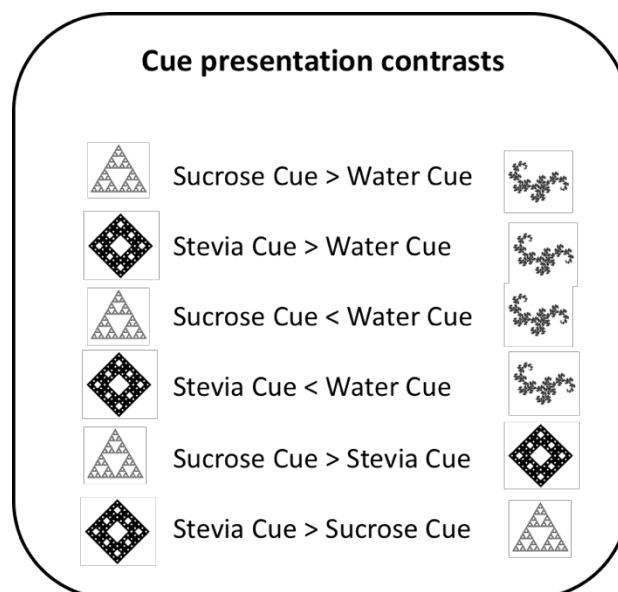 Cue presentation contrasts
Sucrose Cue > Water Cue
Stevia Cue > Water Cue
Sucrose Cue < Water Cue
Stevia Cue < Water Cue
Sucrose Cue > Stevia Cue
Stevia Cue > Sucrose Cue